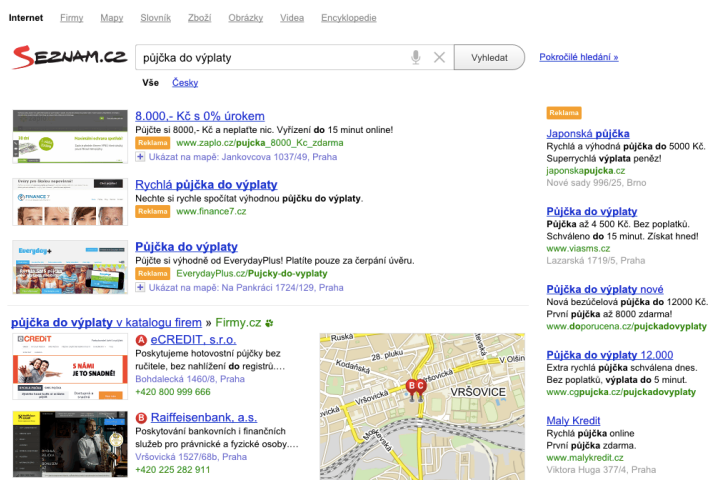 Internet Firmy Mapy Slovník Zboží Obrázky Videa Encyklopedie
SEZNAM.CZ
půjčka do výplaty
Vyhledat
Pokročilé hledání »
Vše Česky
8.000,- Kč s 0% úrokem
Půjčte si 8000,- Kč a neplaťte nic. Vyřízení do 15 minut online!
Reklama www.zaplo.cz/pujcka_8000_Kc_zdarma
Ukázat na mapě: Jankovcova 1037/49, Praha
Rychlá půjčka do výplaty
Nechte si rychle spočítat výhodnou půjčku do výplaty.
Reklama www.finance7.cz
FINANCE 7
Půjčka do výplaty
Půjčte si výhodně od EverydayPlus! Platíte pouze za čerpání úvěru.
Reklama EverydayPlus.cz/Pujcky-do-vyplaty
Ukázat na mapě: Na Pankráci 1724/129, Praha
Everyday+
půjčka do výplaty v katalogu firem » Firmy.cz
A eCREDIT, s.r.o.
Poskytujeme hotovostní půjčky bez
ručitele, bez nahlížení do registrů....
Bohdalecká 1460/8, Praha
+420 800 999 666
CREDIT
S NÁMI
JE TO SNADNÉ!
B Raiffeisenbank, a.s.
Poskytování bankovních i finančních
služeb pro právnické a fyzické osoby....
Vršovická 1527/68b, Praha
+420 225 282 911
Ruská
28. pluku
Kodaňská
Vršovická
V Olšin
B C
VRŠOVICE
Reklama
Japonská půjčka
Rychlá a výhodná půjčka do 5000 Kč.
Superrychlá výplata peněz!
japonskapujcka.cz
Nové sady 996/25, Brno
Půjčka do výplaty
Půjčka až 4 500 Kč. Bez poplatků.
Schváleno do 15 minut. Získat hned!
www.viasms.cz
Lazarská 1719/5, Praha
Půjčka do výplaty nové
Nová bezúčelová půjčka do 12000 Kč.
První půjčka až 8000 zdarma!
www.doporucena.cz/pujckadovyplaty
Půjčka do výplaty 12.000
Extra rychlá půjčka schválena dnes.
Bez poplatků, výplata do 5 minut.
www.cgpujcka.cz/pujckadovyplaty
Maly Kredit
Rychlá půjčka online
První půjčka zdarma.
www.malykredit.cz
Viktora Huga 377/4, Praha